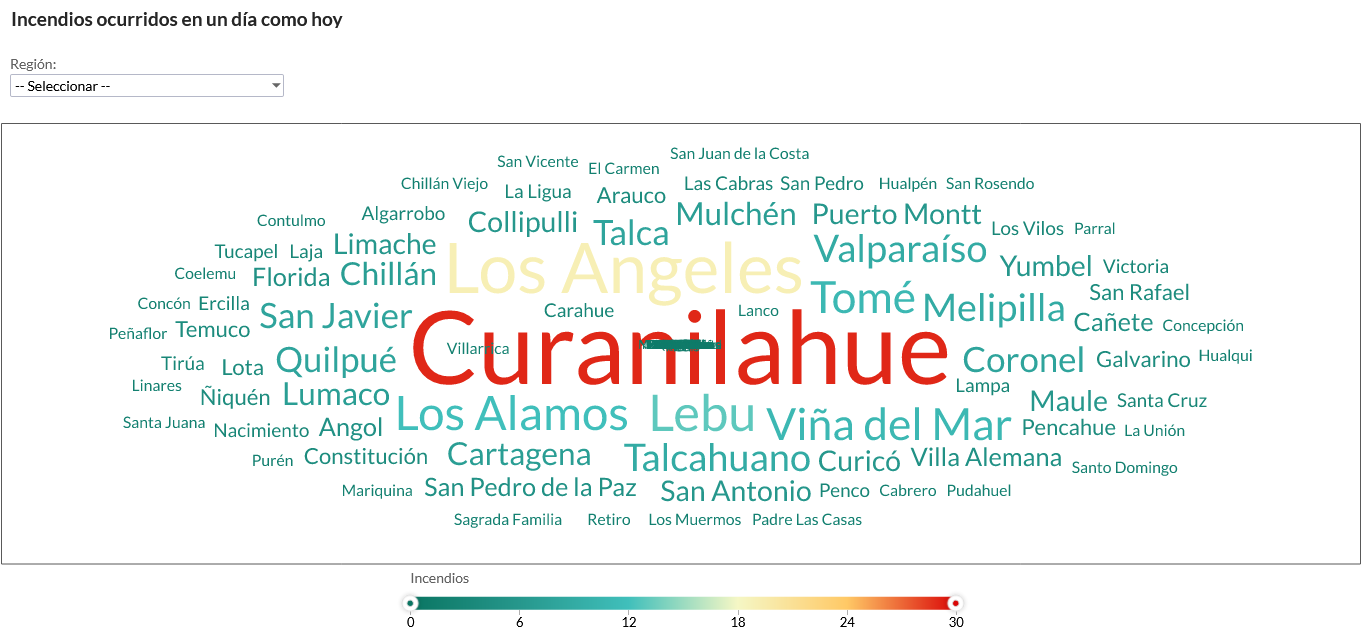 Incendios ocurridos en un día como hoy
Región:
-- Seleccionar --
San Juan de la Costa
San Vicente El Carmen
Chillán Viejo La Ligua Arauco Las Cabras San Pedro Hualpén San Rosendo
Contulmo Algarrobo Collipulli Talca Mulchén Puerto Montt Los Vilos Parral
Tucapel Laja Limache Valparaíso
Coelemu Florida Chillán Los Angeles Yumbel Victoria
Concón Ercilla San Javier Carahue Lanco Tomé Melipilla San Rafael
Peñaflor Temuco Curanilahue Cañete Concepción
Villarrica
Tirúa Lota Quilpué Coronel Galvarino Hualqui
Linares Ñiquén Lumaco Lampa Maule Santa Cruz
Santa Juana Nacimiento Angol Los Alamos Lebu Viña del Mar Pencahue La Unión
Purén Constitución Cartagena Talcahuano Curicó Villa Alemana Santo Domingo
Mariquina San Pedro de la Paz San Antonio Penco Cabrero Pudahuel
Sagrada Familia Retiro Los Muermos Padre Las Casas
Incendios
0 6 12 18 24 30